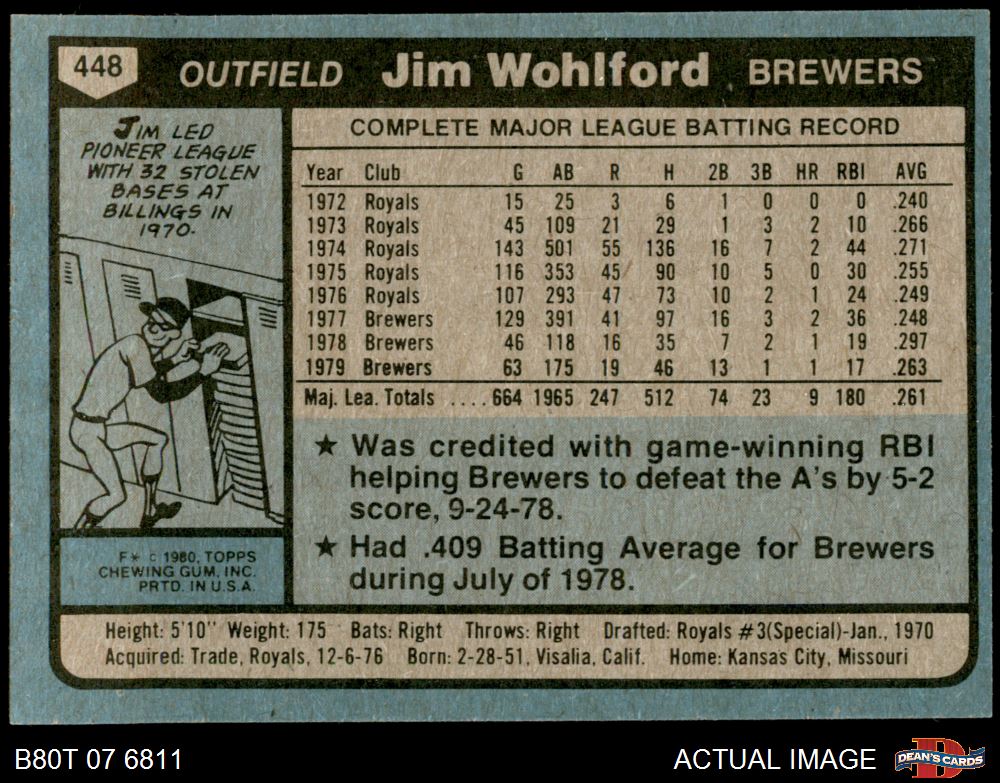 448 OUTFIELD Jim Wohlford BREWERS
JIM LED
PIONEER LEAGUE
WITH 32 STOLEN
BASES AT
BILLINGS IN
1970.
COMPLETE MAJOR LEAGUE BATTING RECORD
Year Club G AB R H 2B 3B HR RBI AVG
1972 Royals 15 25 3 6 1 0 0 0 .240
1973 Royals 45 109 21 29 1 3 2 10 .266
1974 Royals 143 501 55 136 16 7 2 44 .271
1975 Royals 116 353 45 90 10 5 0 30 .255
1976 Royals 107 293 47 73 10 2 1 24 .249
1977 Brewers 129 391 41 97 16 3 2 36 .248
1978 Brewers 46 118 16 35 7 2 1 19 .297
1979 Brewers 63 175 19 46 13 1 1 17 .263
Maj. Lea. Totals ....664 1965 247 512 74 23 9 180 .261
★ Was credited with game-winning RBI
helping Brewers to defeat the A's by 5-2
score, 9-24-78.
★ Had .409 Batting Average for Brewers
during July of 1978.
F* © 1980, TOPPS
CHEWING GUM, INC.
PRTD. IN U.S.A.
Height: 5'10" Weight: 175 Bats: Right Throws: Right Drafted: Royals #3(Special)-Jan., 1970
Acquired: Trade, Royals, 12-6-76 Born: 2-28-51, Visalia, Calif. Home: Kansas City, Missouri
B80T 07 6811 ACTUAL IMAGE D DEAN'S CARDS